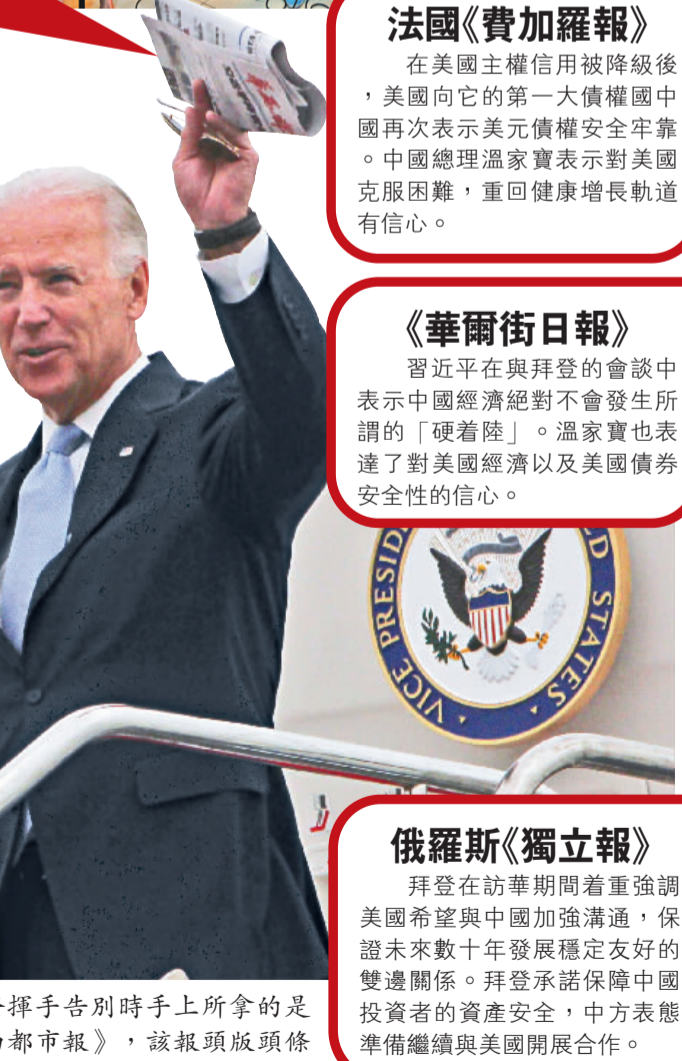 法國《費加羅報》
在美國主權信用被降級後
，美國向它的第一大債權國中
國再次表示美元債權安全牢靠
。中國總理溫家寶表示對美國
克服困難，重回健康增長軌道
有信心。
《華爾街日報》
習近平在與拜登的會談中
表示中國經濟絕對不會發生所
謂的「硬着陸」。溫家寶也表
達了對美國經濟以及美國債券
安全性的信心。
VICE PRESID
D STATES
俄羅斯《獨立報》
拜登在訪華期間着重強調
美國希望與中國加強溝通，保
證未來數十年發展穩定友好的
雙邊關係。拜登承諾保障中國
投資者的資產安全，中方表態
準備繼續與美國開展合作。
揮手告別時手上所拿的是
都市報》，該報頭版頭條